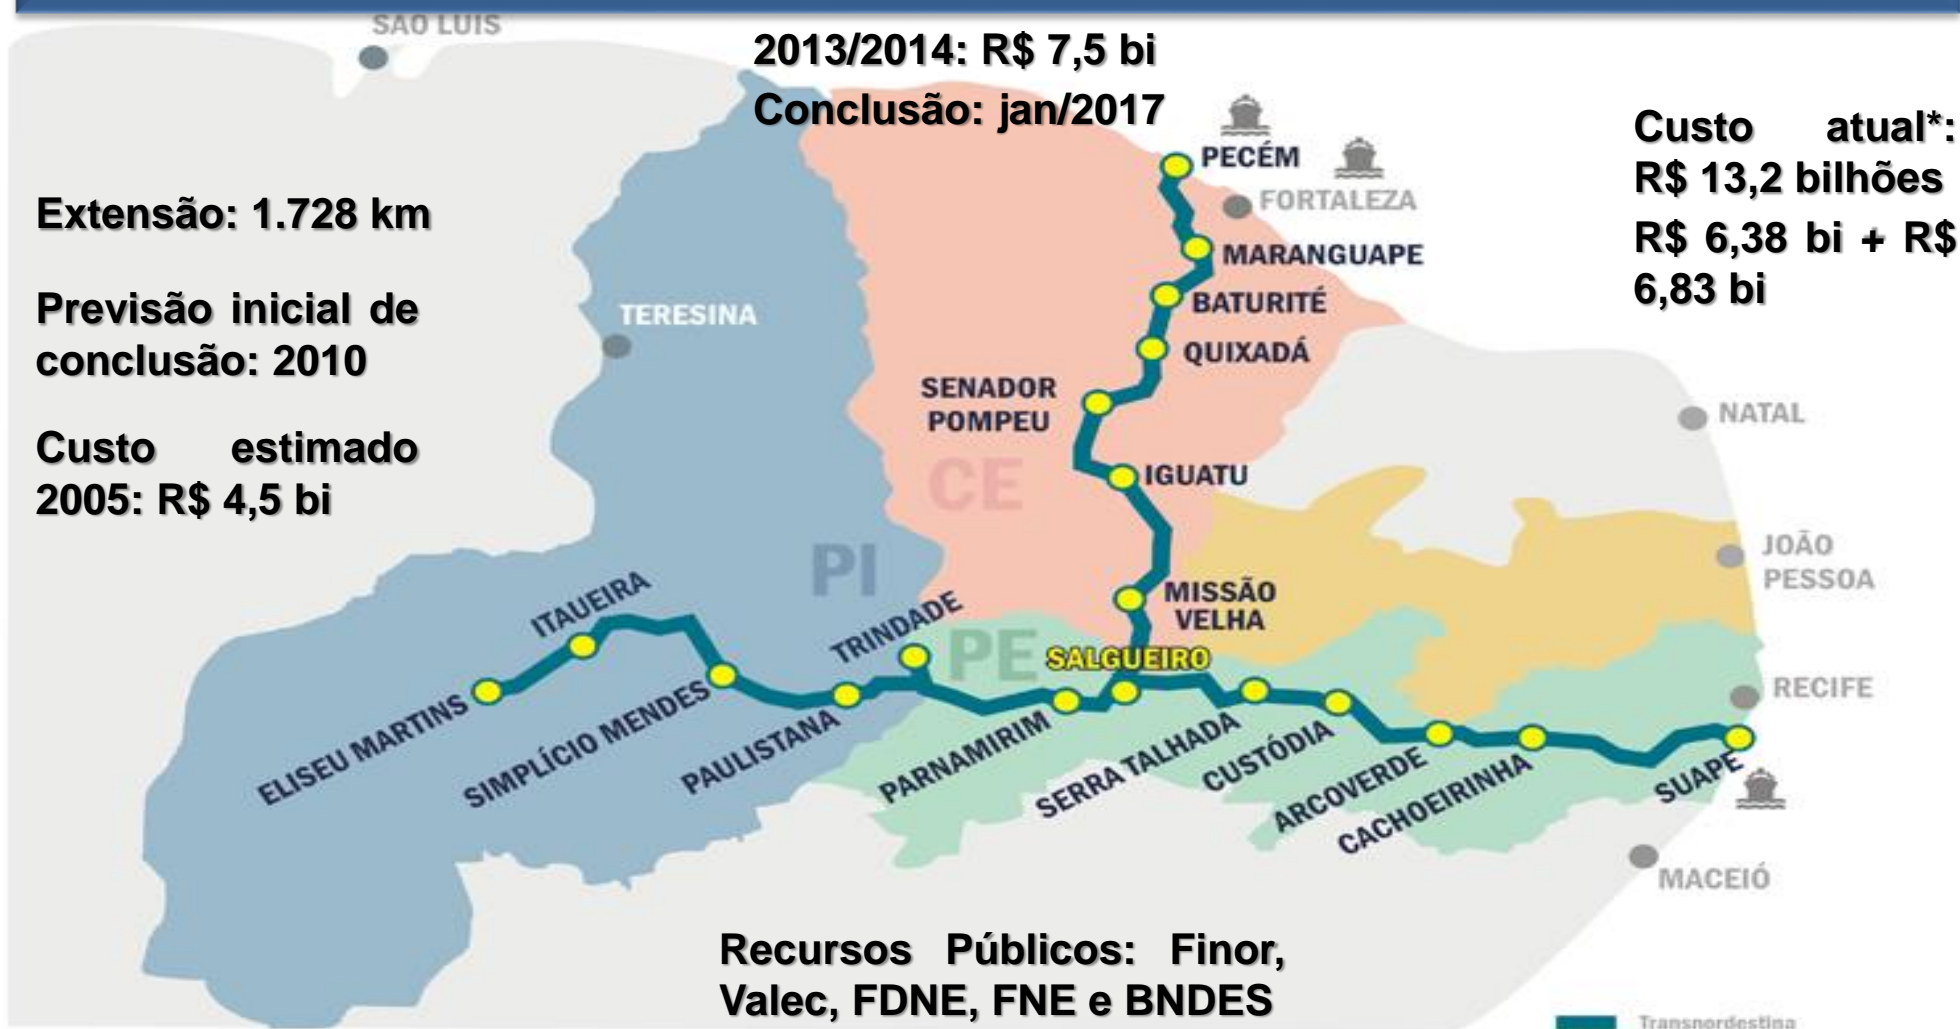 SÃO LUÍS
2013/2014: R$ 7,5 bi
Conclusão: jan/2017
Custo atual*:
R$ 13,2 bilhões
R$ 6,38 bi + R$
6,83 bi
Extensão: 1.728 km
Previsão inicial de
conclusão: 2010
Custo estimado
2005: R$ 4,5 bi
PECÉM
FORTALEZA
MARANGUAPE
BATURITÉ
QUIXADÁ
TERESINA
SENADOR
POMPEU
NATAL
CE
IGUATU
JOÃO
PESSOA
PI
ITAUEIRA
TRINDADE
MISSÃO
VELHA
PE
SALGUEIRO
RECIFE
ELISEU MARTINS
SIMPLÍCIO MENDES
PAULISTANA
PARNAMIRIM
SERRA TALHADA
CUSTÓDIA
ARCOVERDE
CACHOEIRINHA
SUAPE
MACEIÓ
Recursos Públicos: Finor,
Valec, FDNE, FNE e BNDES
Transnordestina